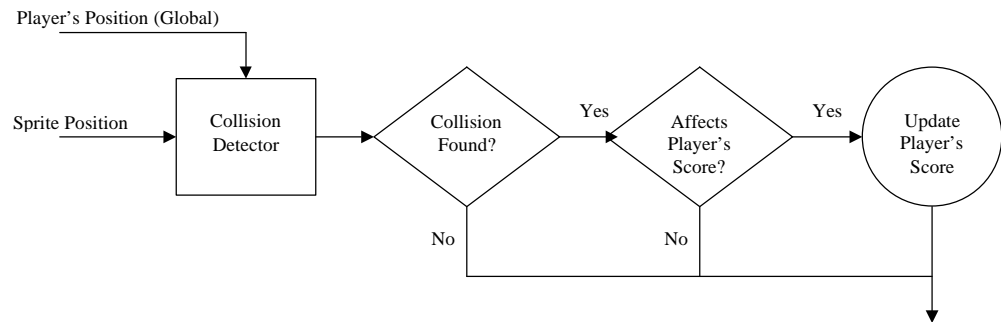 Player’s Position (Global)
Sprite Position
Collision
Detector
Collision
Found?
Yes
Affects
Player’s
Score?
Yes
Update
Player’s
Score
No
No